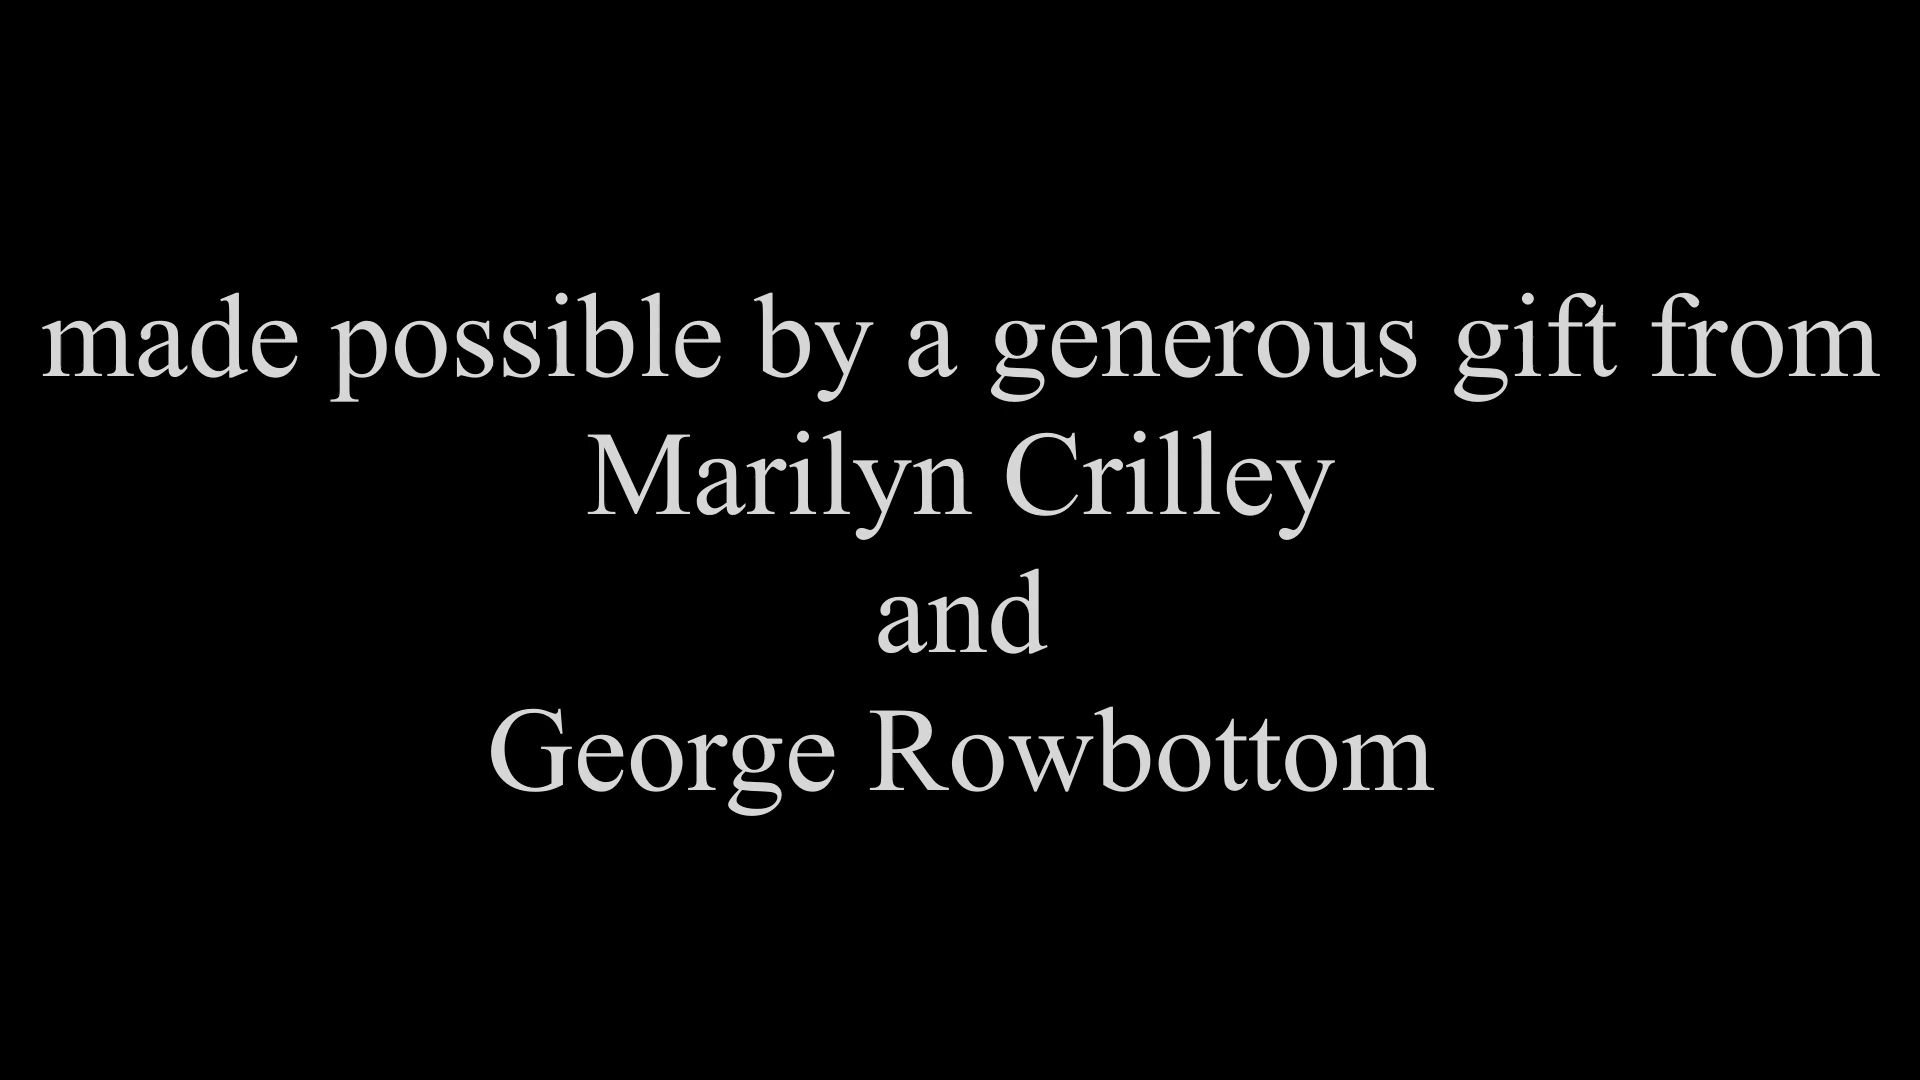 made possible by a generous gift from
Marilyn Crilley
and
George Rowbottom